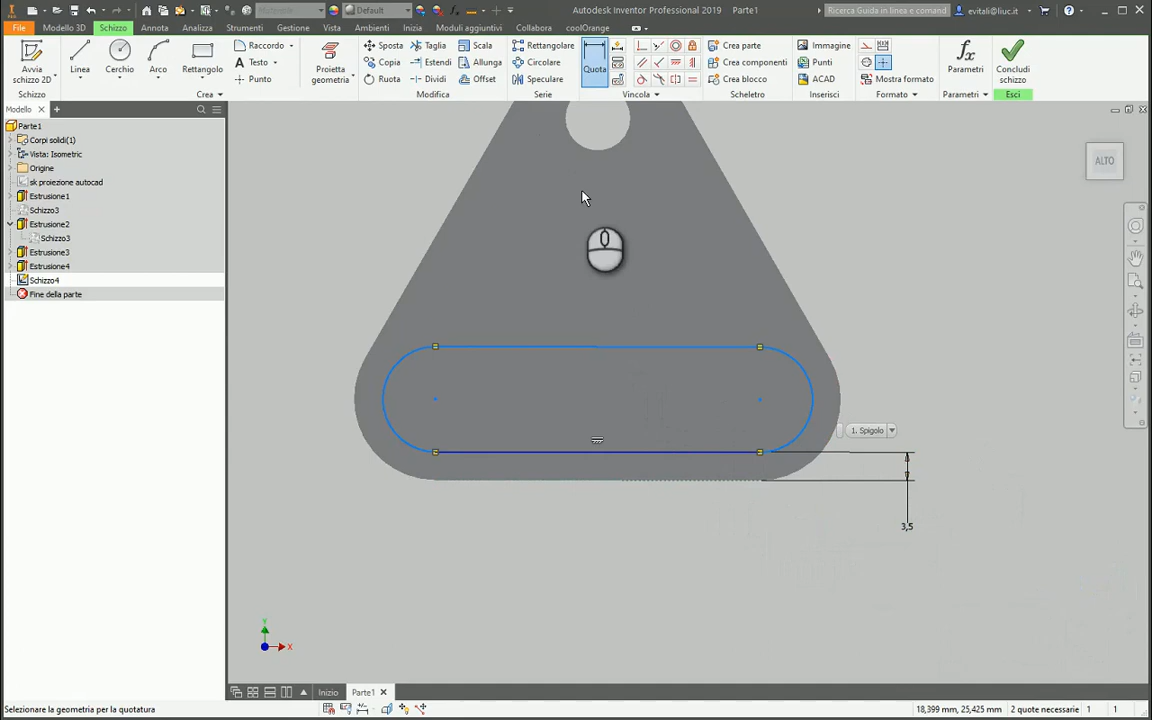 Materiale Default Autodesk Inventor Professional 2019 Parte1 Ricerca Guida in linea e comandi evitali@liuc.it
File Modello 3D Schizzo Annota Ispeziona Strumenti Gestione Vista Ambienti Inizia Moduli aggiuntivi Collabora coolOrange
Avvia schizzo 2D
Linea Cerchio Arco Rettangolo
Raccordo
Testo
Punto
Proietta geometria
Sposta Taglia Scala
Copia Estendi Allunga
Ruota Dividi Offset
Rettangolare
Circolare
Speculare
Quota
Crea parte
Crea componenti
Crea blocco
Immagine
Punti
ACAD
Mostra formato
Parametri
Concludi schizzo
Schizzo Crea Modifica Serie Vincola Scheletro Inserisci Formato Parametri Esci
Modello
Parte1
Corpi solidi(1)
Vista: Isometric
Origine
sk proiezione autocad
Estrusione1
Schizzo3
Estrusione2
Schizzo3
Estrusione3
Estrusione4
Schizzo4
Fine della parte
ALTO
1. Spigolo
3,5
Y
X
Inizio Parte1
Selezionare la geometria per la quotatura 18,399 mm, 25,425 mm 2 quote necessarie 1 1